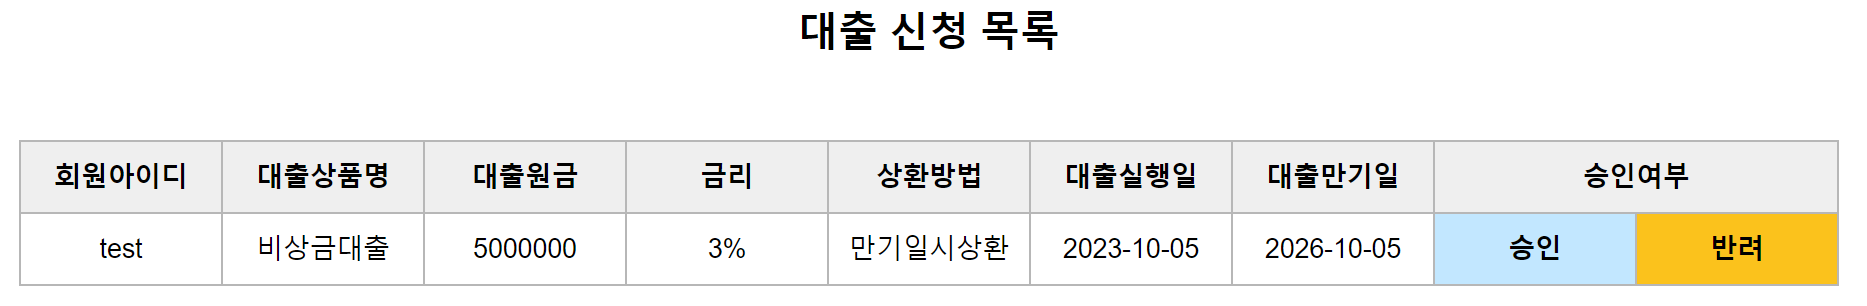 대출 신청 목록
회원아이디 대출상품명 대출원금 금리 상환방법 대출실행일 대출만기일 승인여부
test 비상금대출 5000000 3% 만기일시상환 2023-10-05 2026-10-05 승인 반려